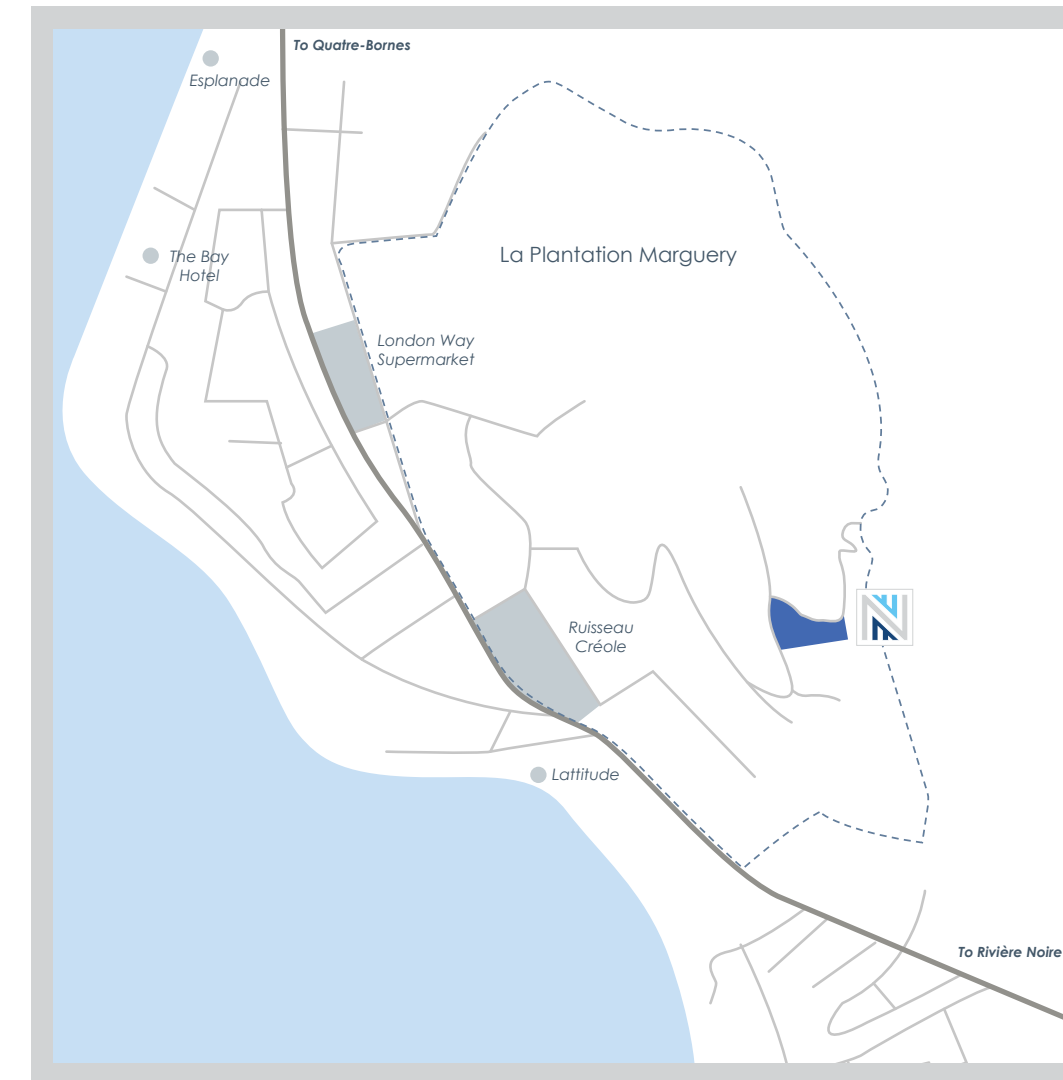 To Quatre-Bornes
Esplanade
The Bay
Hotel
La Plantation Marguery
London Way
Supermarket
Ruisseau
Créole
Lattitude
To Rivière Noire